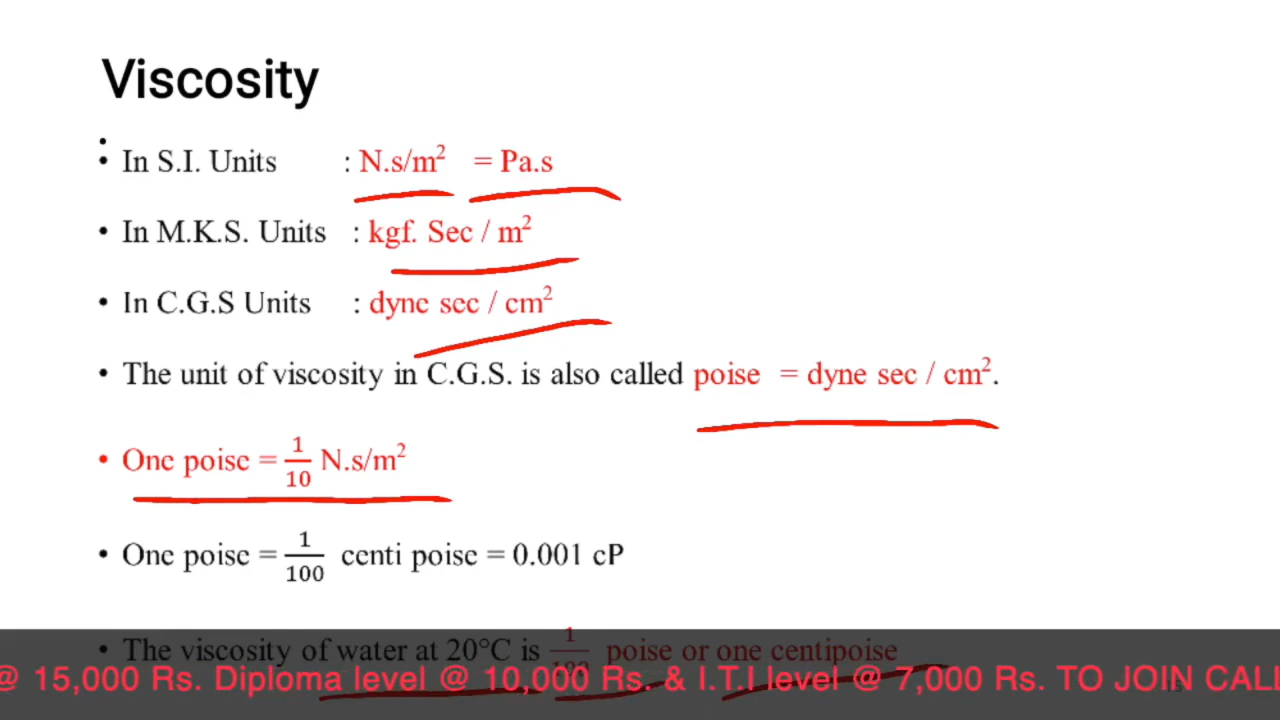 Viscosity
:
• In S.I. Units : N.s/m² = Pa.s
• In M.K.S. Units : kgf. Sec / m²
• In C.G.S Units : dyne sec / cm²
• The unit of viscosity in C.G.S. is also called poise = dyne sec / cm².
• One poise = 1/10 N.s/m²
• One poise = 1/100 centi poise = 0.001 cP
• The viscosity of water at 20°C is 1/100 poise or one centipoise
@ 15,000 Rs. Diploma level @ 10,000 Rs. & I.T.I level @ 7,000 Rs. TO JOIN CALL